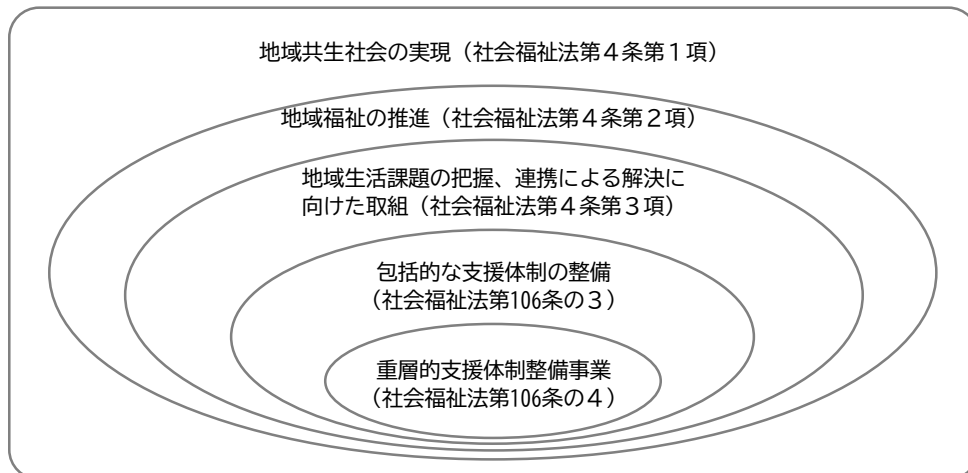 地域共生社会の実現（社会福祉法第４条第１項）
地域福祉の推進（社会福祉法第４条第２項）
地域生活課題の把握、連携による解決に
向けた取組（社会福祉法第４条第３項）
包括的な支援体制の整備
（社会福祉法第106条の３）
重層的支援体制整備事業
（社会福祉法第106条の４）